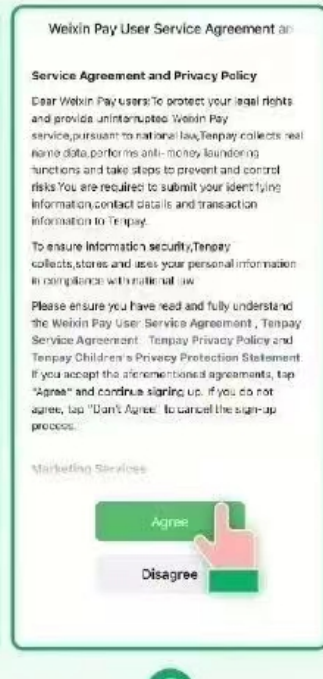 Weixin Pay User Service Agreement an
Service Agreement and Privacy Policy
Dear Weixin Pay users:To protect your legal rights
and provide uninterrupted Weixin Pay
service,pursuant to national law,Tenpay collects real
name data,performs anti-money laundering
functions and take steps to prevent and control
risks.You are required to submit your identifying
information,contact details and transaction
information to Tenpay.
To ensure information security,Tenpay
collects,stores and uses your personal information
in compliance with national law
Please ensure you have read and fully understand
the Weixin Pay User Service Agreement , Tenpay
Service Agreement  Tenpay Privacy Policy and
Tenpay Children's Privacy Protection Statement
If you accept the aforementioned agreements, tap
"Agree" and continue signing up. If you do not
agree, tap "Don't Agree" to cancel the sign-up
process.
Marketing Services
Agree
Disagree